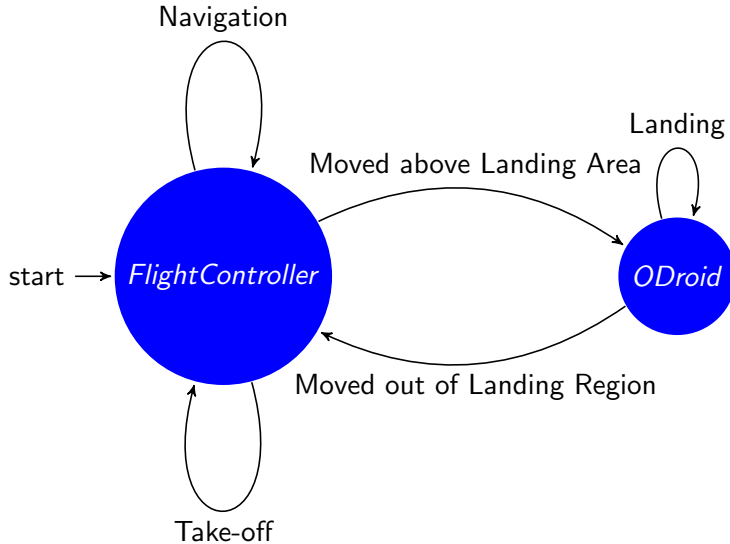 Navigation
Landing
Moved above Landing Area
start
FlightController
ODroid
Moved out of Landing Region
Take-off